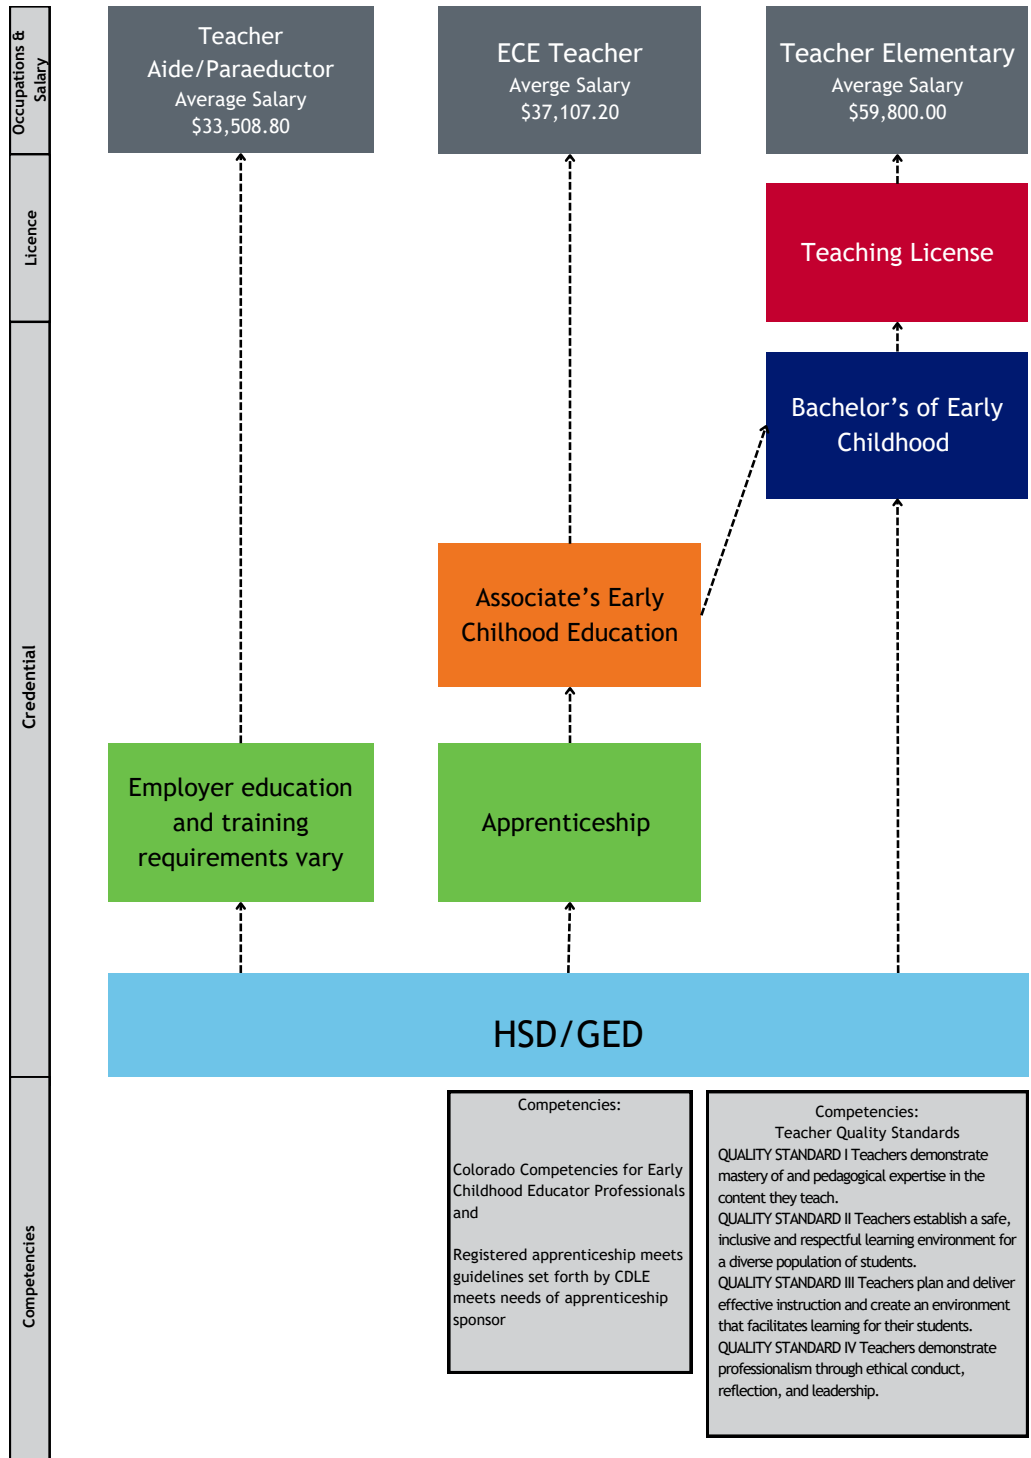 Occupations &
Salary
Teacher
Aide/Paraeductor
Average Salary
$33,508.80
ECE Teacher
Averge Salary
$37,107.20
Teacher Elementary
Average Salary
$59,800.00
Licence
Teaching License
Credential
Bachelor’s of Early
Childhood
Associate’s Early
Chilhood Education
Employer education
and training
requirements vary
Apprenticeship
HSD/GED
Competencies
Competencies:
Colorado Competencies for Early
Childhood Educator Professionals
and
Registered apprenticeship meets
guidelines set forth by CDLE
meets needs of apprenticeship
sponsor
Competencies:
Teacher Quality Standards
QUALITY STANDARD I Teachers demonstrate
mastery of and pedagogical expertise in the
content they teach.
QUALITY STANDARD II Teachers establish a safe,
inclusive and respectful learning environment for
a diverse population of students.
QUALITY STANDARD III Teachers plan and deliver
effective instruction and create an environment
that facilitates learning for their students.
QUALITY STANDARD IV Teachers demonstrate
professionalism through ethical conduct,
reflection, and leadership.